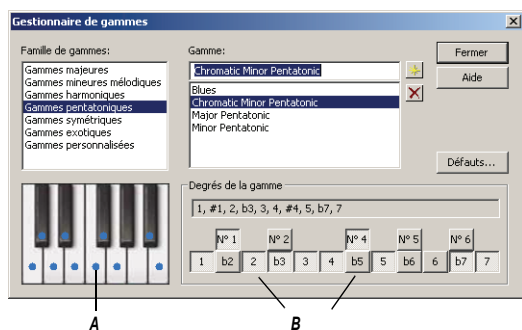 Gestionnaire de gammes
Famille de gammes:
Gammes majeures
Gammes mineures mélodiques
Gammes harmoniques
Gammes pentatoniques
Gammes symétriques
Gammes exotiques
Gammes personnalisées
Gamme:
Chromatic Minor Pentatonic
Blues
Chromatic Minor Pentatonic
Major Pentatonic
Minor Pentatonic
Fermer
Aide
Défauts...
Degrés de la gamme
1, #1, 2, b3, 3, 4, #4, 5, b7, 7
N° 1 N° 2 N° 4 N° 5 N° 6
1 b2 2 b3 3 4 b5 5 b6 6 b7 7
A B